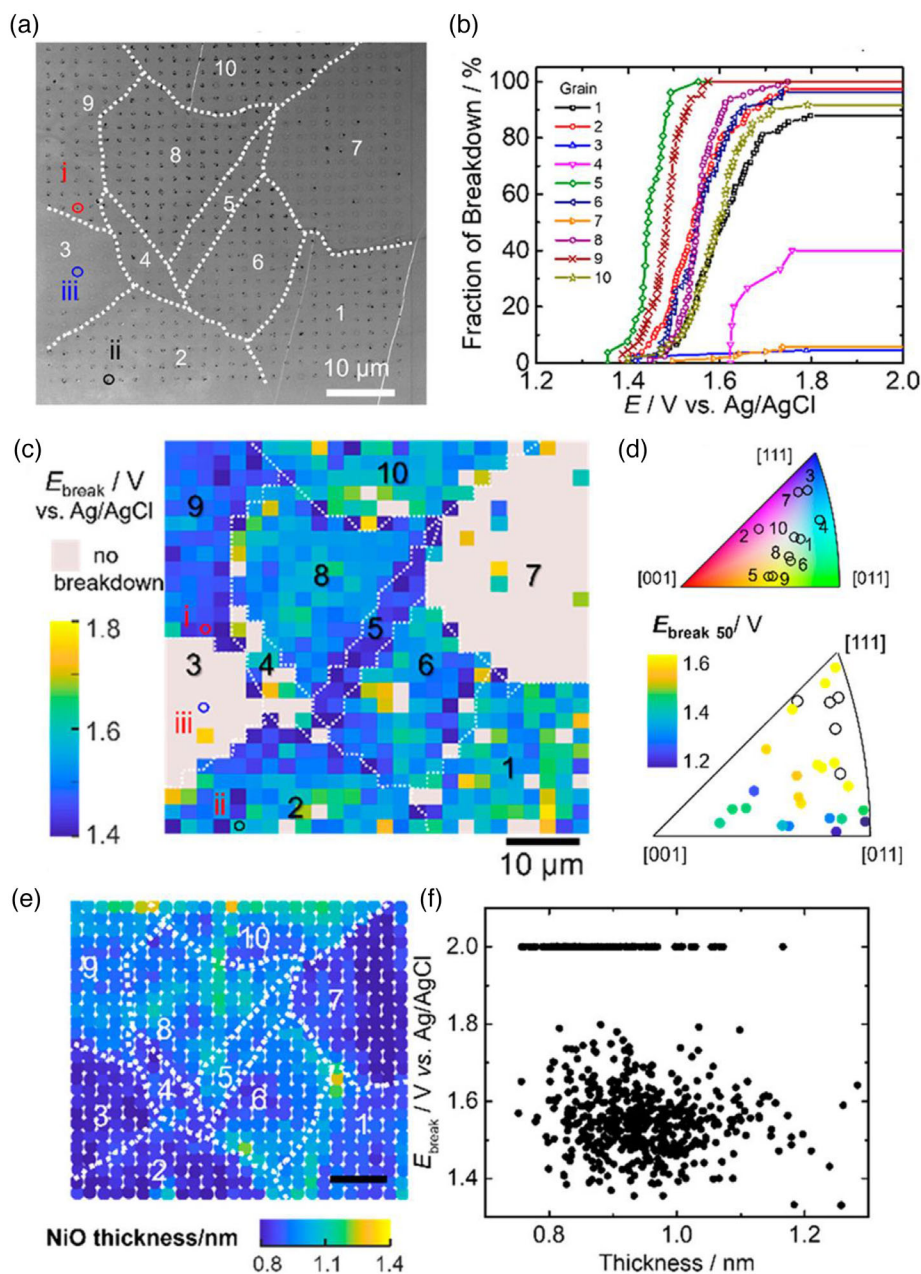 (a)
10
9
8
7
i
5
3
4
6
iii
1
ii
2
10 µm
(b)
Fraction of Breakdown / %
100
80
60
40
20
0
Grain
1
2
3
4
5
6
7
8
9
10
1.2 1.4 1.6 1.8 2.0
E / V vs. Ag/AgCl
(c)
E break / V
vs. Ag/AgCl
no
breakdown
1.8
1.6
1.4
10
9
8
7
i
5
3
4
6
iii
1
ii
2
10 µm
(d)
[111]
3
7
4
2 10
1
8
6
5 9
[001] [011]
E break 50/ V
[111]
1.6
1.4
1.2
[001] [011]
(e)
10
9
7
8
5
4
3
6
1
2
NiO thickness/nm
0.8 1.1 1.4
(f)
E break / V vs. Ag/AgCl
2.0
1.8
1.6
1.4
0.8 1.0 1.2
Thickness / nm